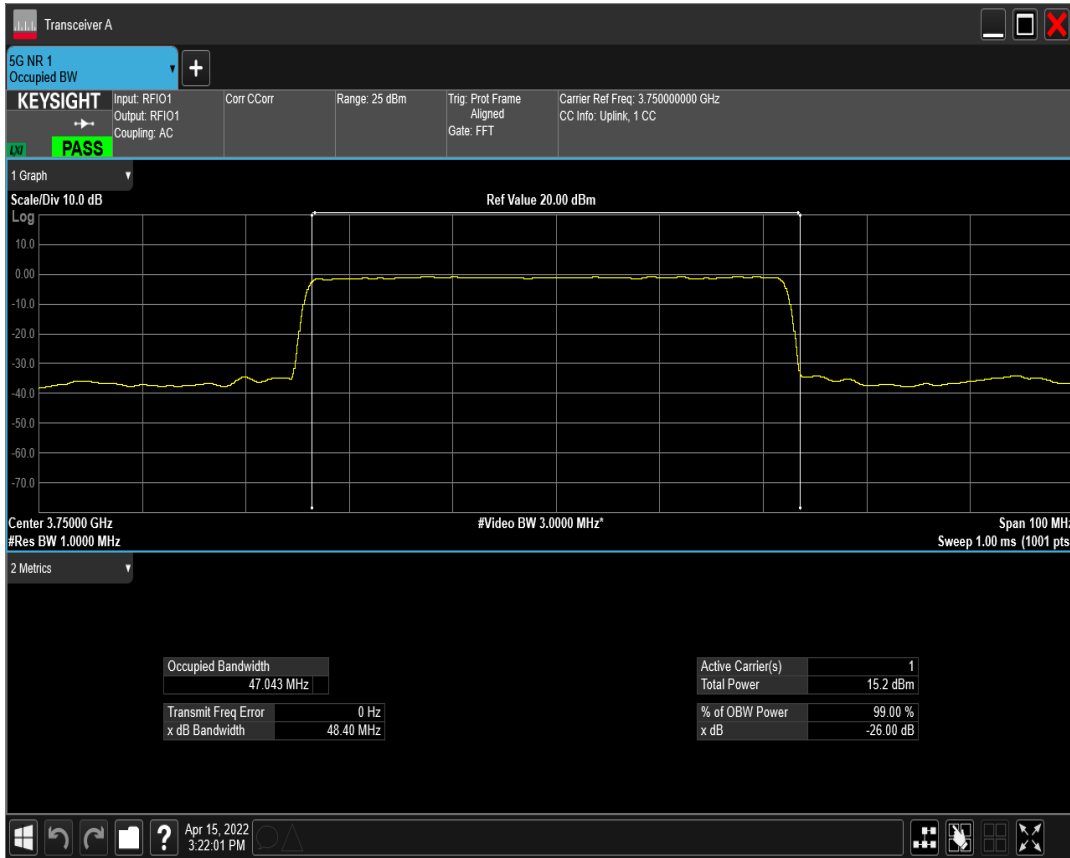 Transceiver A
5G NR 1
Occupied BW
+
KEYSIGHT
LXI
PASS
Input: RFIO1
Output: RFIO1
Coupling: AC
Corr CCorr
Range: 25 dBm
Trig: Prot Frame
Aligned
Gate: FFT
Carrier Ref Freq: 3.750000000 GHz
CC Info: Uplink, 1 CC
1 Graph
Scale/Div 10.0 dB
Ref Value 20.00 dBm
Log
10.0
0.00
-10.0
-20.0
-30.0
-40.0
-50.0
-60.0
-70.0
Center 3.75000 GHz
#Video BW 3.0000 MHz*
Span 100 MHz
#Res BW 1.0000 MHz
Sweep 1.00 ms (1001 pts
2 Metrics
Occupied Bandwidth
47.043 MHz
Transmit Freq Error 0 Hz
x dB Bandwidth 48.40 MHz
Active Carrier(s) 1
Total Power 15.2 dBm
% of OBW Power 99.00 %
x dB -26.00 dB
?
Apr 15, 2022
3:22:01 PM